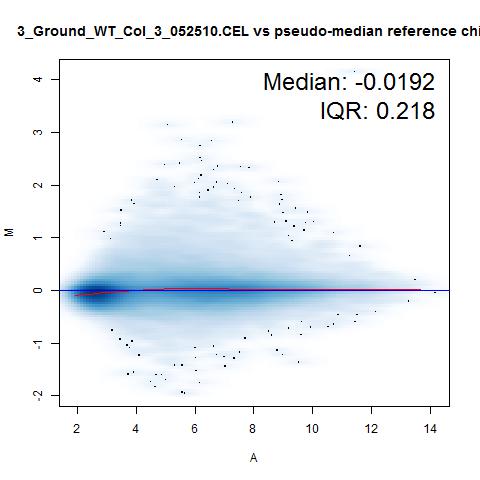 3_Ground_WT_Col_3_052510.CEL vs pseudo-median reference chi
Median: -0.0192
IQR: 0.218
4
3
2
1
0
-1
-2
M
2 4 6 8 10 12 14
A